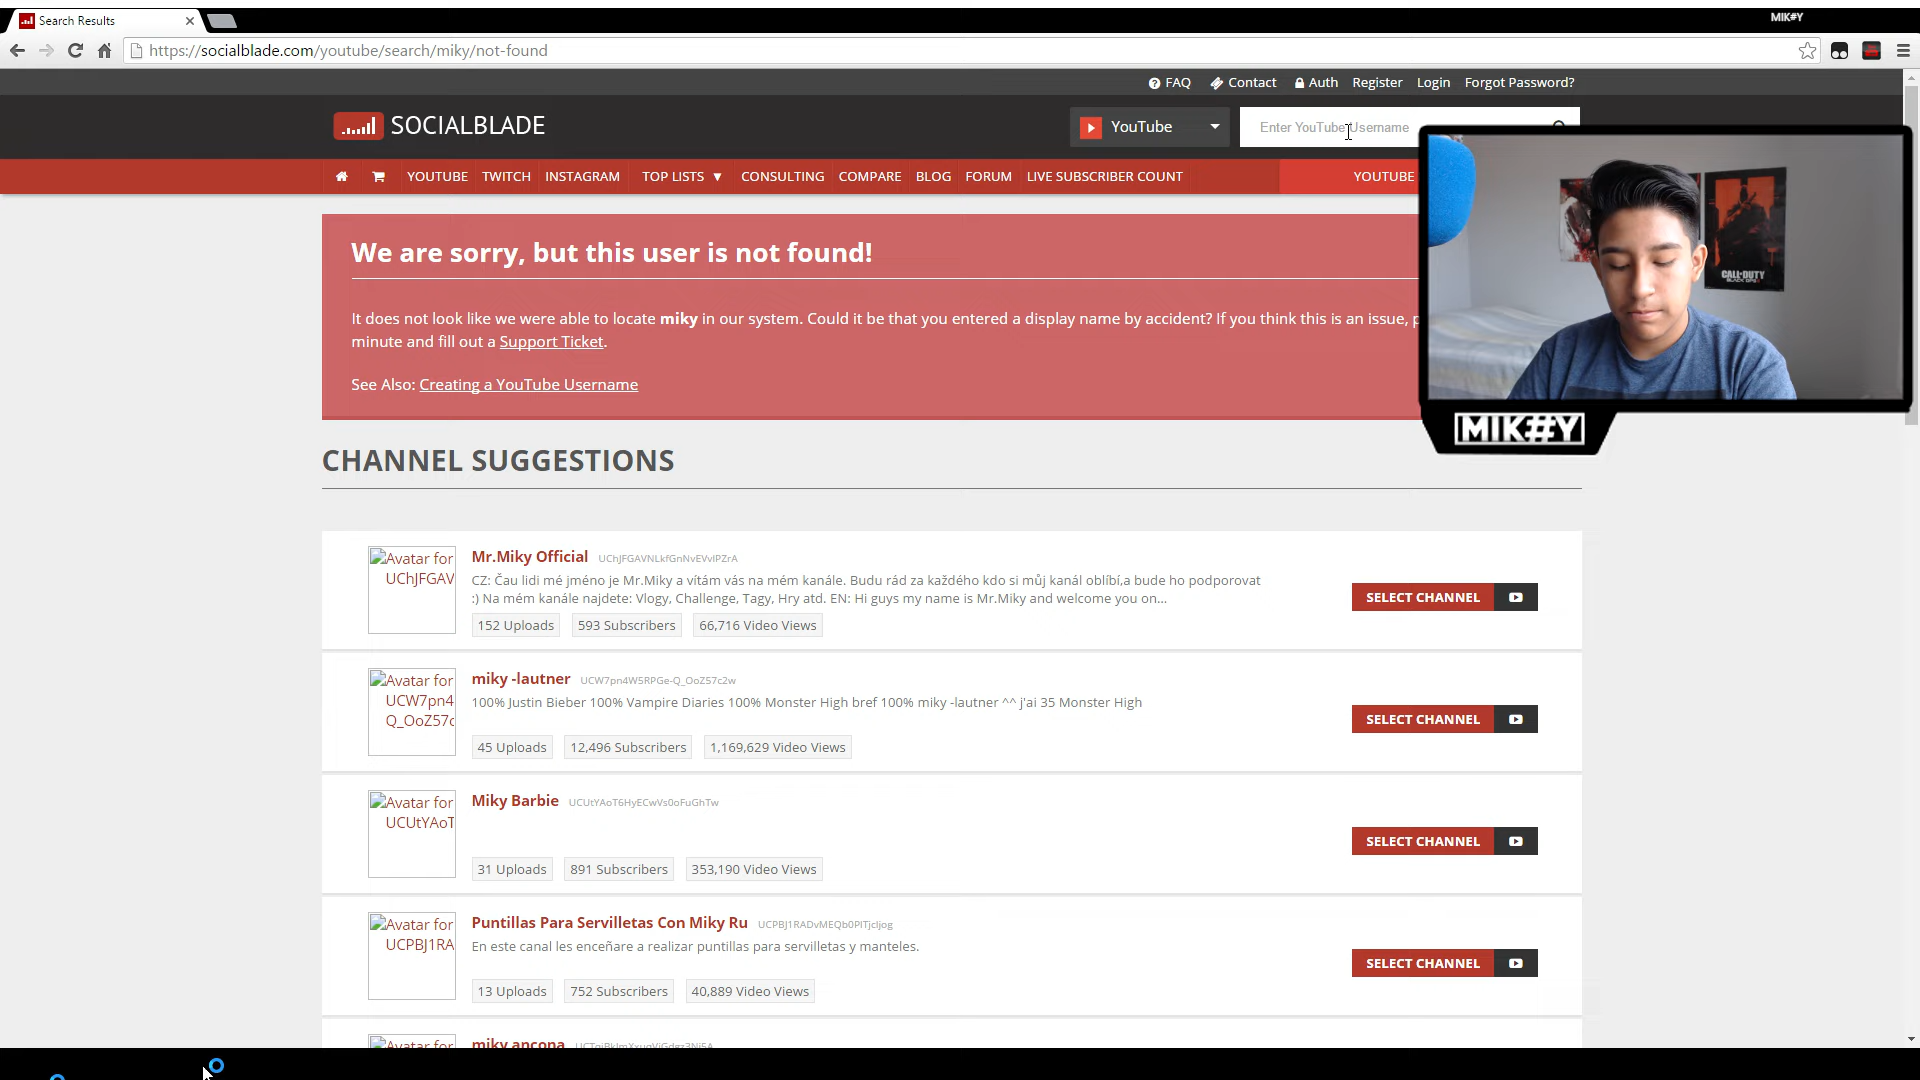 MIK#Y
Search Results
https://socialblade.com/youtube/search/miky/not-found
FAQ Contact Auth Register Login Forgot Password?
SOCIALBLADE
YouTube
Enter YouTube Username
YOUTUBE TWITCH INSTAGRAM TOP LISTS CONSULTING COMPARE BLOG FORUM LIVE SUBSCRIBER COUNT YOUTUBE
We are sorry, but this user is not found!
It does not look like we were able to locate miky in our system. Could it be that you entered a display name by accident? If you think this is an issue,
minute and fill out a Support Ticket.
See Also: Creating a YouTube Username
CALL·DUTY
BLACK OPS
MIK#Y
CHANNEL SUGGESTIONS
Avatar for
UChJFGAV
Mr.Miky Official UChJFGAVNLkfGnNvEVvIPZrA
CZ: Čau lidi mé jméno je Mr.Miky a vítám vás na mém kanále. Budu rád za každého kdo si můj kanál oblíbí,a bude ho podporovat
:) Na mém kanále najdete: Vlogy, Challenge, Tagy, Hry atd. EN: Hi guys my name is Mr.Miky and welcome you on...
152 Uploads 593 Subscribers 66,716 Video Views
SELECT CHANNEL
Avatar for
UCW7pn4
Q_OoZ57c
miky -lautner UCW7pn4W5RPGe-Q_OoZ57c2w
100% Justin Bieber 100% Vampire Diaries 100% Monster High bref 100% miky -lautner ^^ j'ai 35 Monster High
45 Uploads 12,496 Subscribers 1,169,629 Video Views
SELECT CHANNEL
Avatar for
UCUtYAoT
Miky Barbie UCUtYAoT6HyECwVs0oFuGhTw
31 Uploads 891 Subscribers 353,190 Video Views
SELECT CHANNEL
Avatar for
UCPBJ1RA
Puntillas Para Servilletas Con Miky Ru UCPBJ1RADvMEQb0PITjcIjog
En este canal les enceñare a realizar puntillas para servilletas y manteles.
13 Uploads 752 Subscribers 40,889 Video Views
SELECT CHANNEL
Avatar for
miky ancona